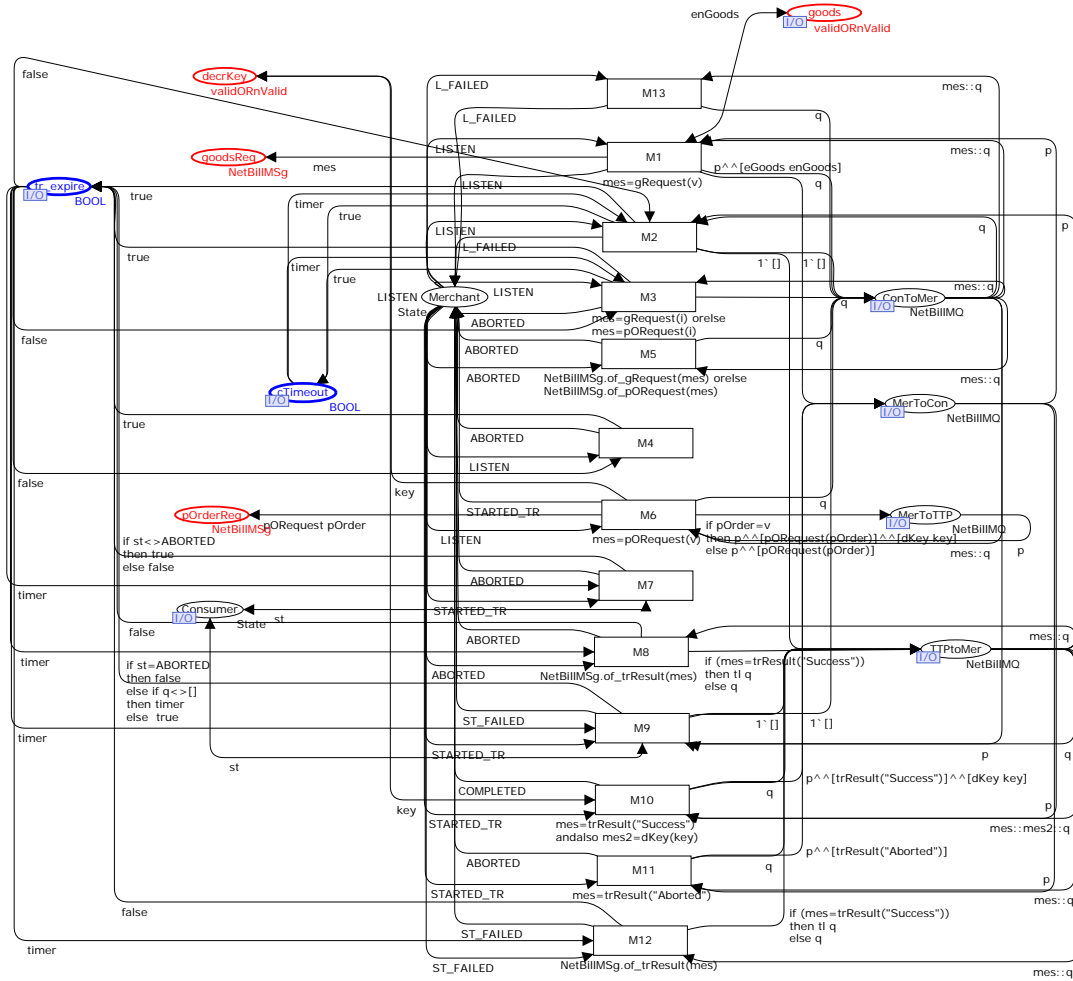 enGoods
goods
I/O
validORnValid
false
decrKey
validORnValid
L_FAILED
M13
mes::q
L_FAILED
q
goodsReq
NetBillMSg
mes
LISTEN
M1
mes::q
p
p^^[eGoods enGoods]
mes=gRequest(v)
q
tr_expire
I/O
BOOL
true
LISTEN
timer
true
LISTEN
M2
q
p
true
L_FAILED
1`[]
1`[]
timer
true
LISTEN
Merchant
State
LISTEN
M3
mes::q
q
ConToMer
I/O
NetBillMQ
mes=gRequest(i) orelse
mes=pORequest(i)
ABORTED
false
ABORTED
M5
q
ABORTED
NetBillMSg.of_gRequest(mes) orelse
NetBillMSg.of_pORequest(mes)
mes::q
cTimeout
I/O
BOOL
MerToCon
I/O
NetBillMQ
true
ABORTED
M4
LISTEN
false
key
q
pOrderReq
NetBillMSg
pORequest pOrder
STARTED_TR
M6
MerToTTP
I/O
NetBillMQ
if pOrder=v
then p^^[pORequest(pOrder)]^^[dKey key]
else p^^[pORequest(pOrder)]
mes=pORequest(v)
LISTEN
if st<>ABORTED
then true
else false
mes::q
p
ABORTED
M7
timer
Consumer
I/O
State
st
STARTED_TR
false
ABORTED
M8
mes::q
TTPtoMer
I/O
NetBillMQ
timer
if st=ABORTED
then false
else if q<>[]
then timer
else  true
ABORTED
NetBillMSg.of_trResult(mes)
if (mes=trResult("Success"))
then tl q
else q
ST_FAILED
M9
1`[]
1`[]
timer
STARTED_TR
p
q
st
p^^[trResult("Success")]^^[dKey key]
COMPLETED
M10
q
key
p
STARTED_TR
mes=trResult("Success")
andalso mes2=dKey(key)
mes::mes2::q
p^^[trResult("Aborted")]
ABORTED
M11
q
p
STARTED_TR
mes=trResult("Aborted")
mes::q
false
if (mes=trResult("Success"))
then tl q
else q
ST_FAILED
M12
timer
ST_FAILED
NetBillMSg.of_trResult(mes)
mes::q